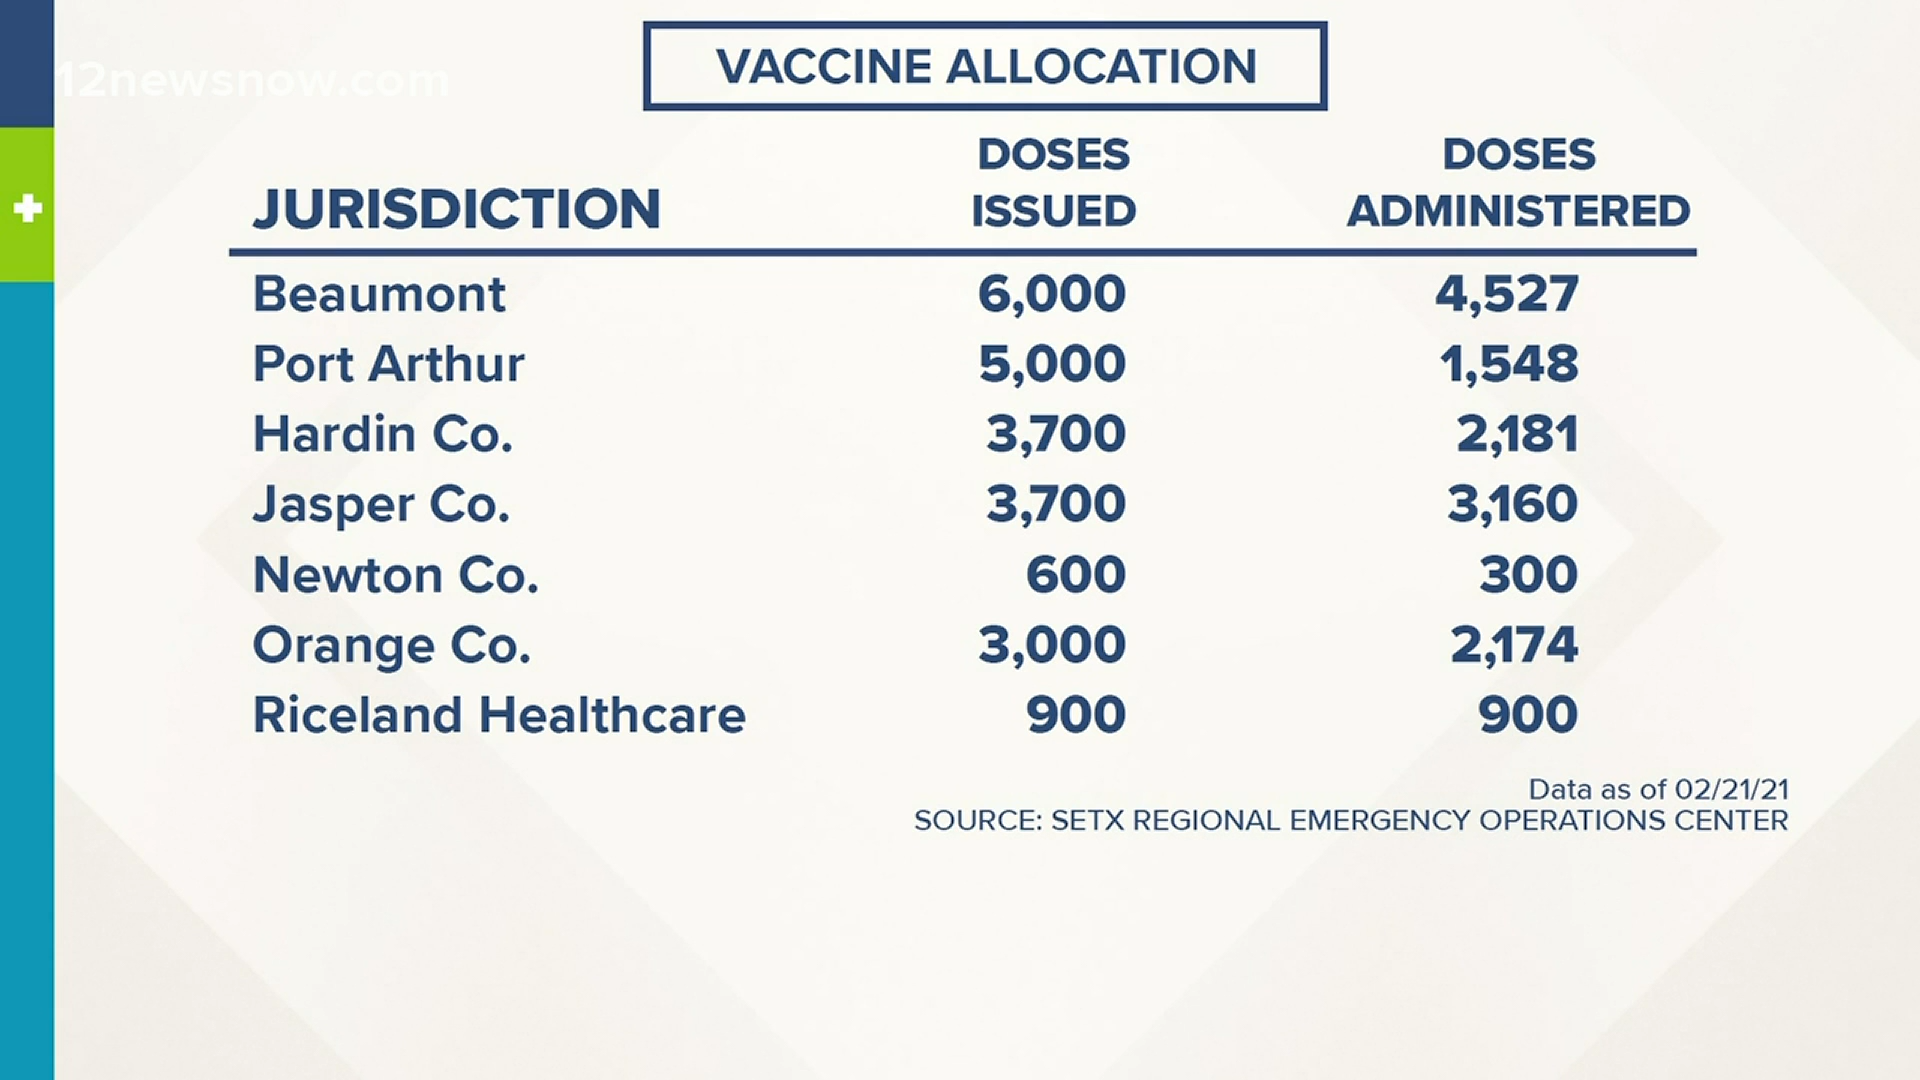 12newsnow.com
VACCINE ALLOCATION
JURISDICTION DOSES ISSUED DOSES ADMINISTERED
Beaumont 6,000 4,527
Port Arthur 5,000 1,548
Hardin Co. 3,700 2,181
Jasper Co. 3,700 3,160
Newton Co. 600 300
Orange Co. 3,000 2,174
Riceland Healthcare 900 900
Data as of 02/21/21
SOURCE: SETX REGIONAL EMERGENCY OPERATIONS CENTER